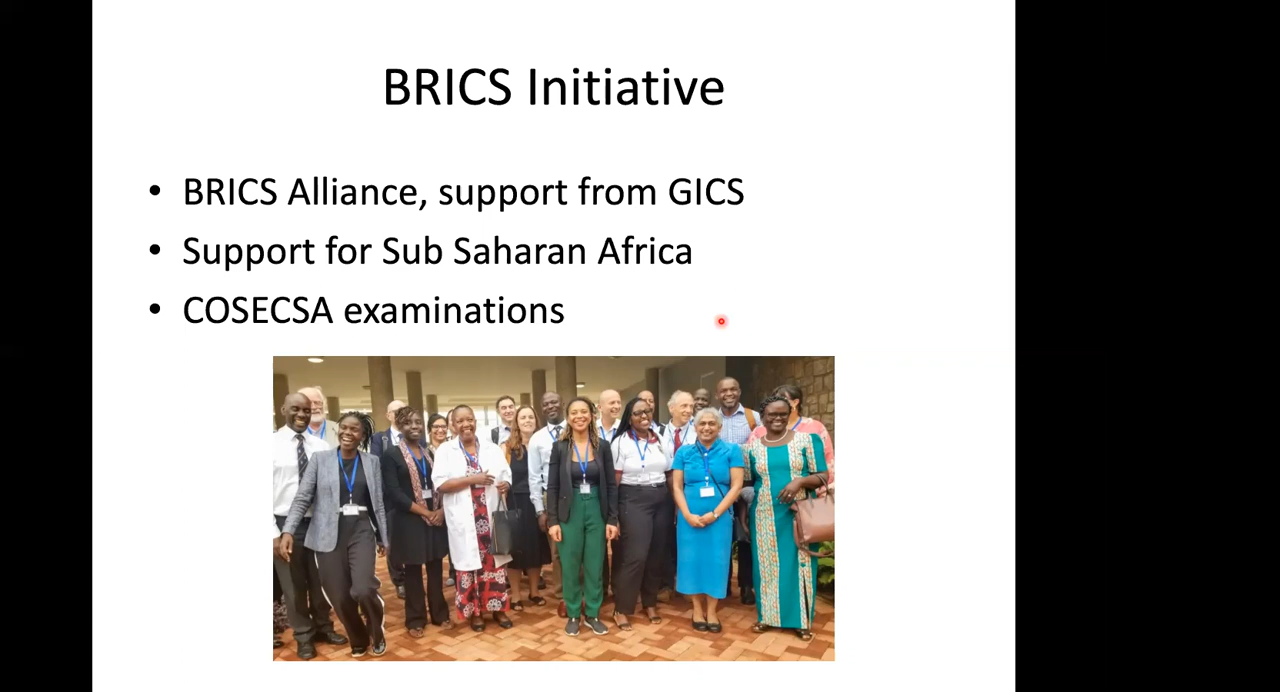 BRICS Initiative
• BRICS Alliance, support from GICS
• Support for Sub Saharan Africa
• COSECSA examinations